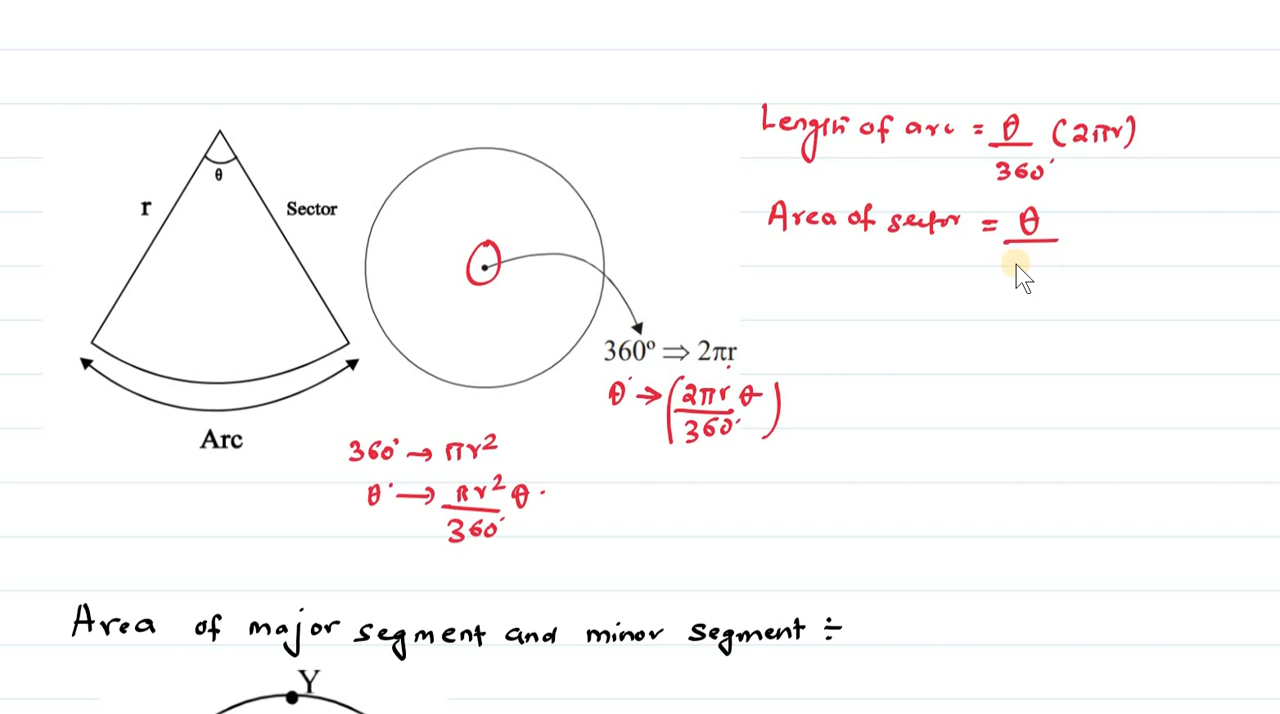 Length of arc = θ/360° (2πr)
Area of sector = θ
θ
r
Sector
360° ⇒ 2πr
θ° → (2πr θ/360°)
Arc
360° → πr²
θ° → πr² θ/360°
Area of major segment and minor segment ÷
Y